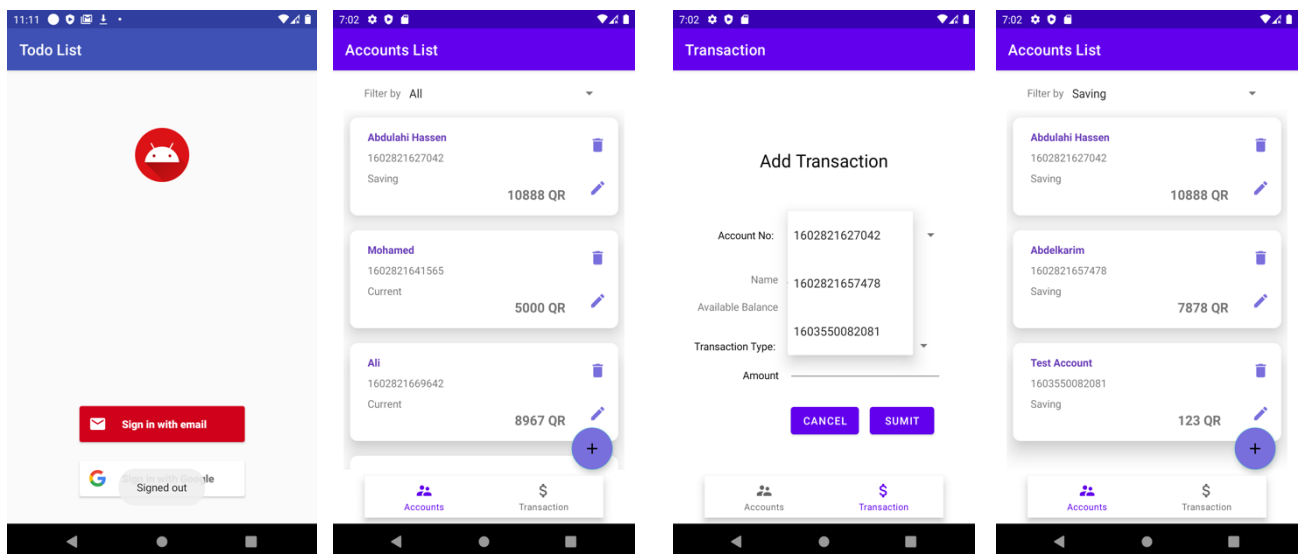 11:11
Todo List
Sign in with email
Sign in with Google
Signed out
7:02
Accounts List
Filter by All
Abdulahi Hassen
1602821627042
Saving
10888 QR
Mohamed
1602821641565
Current
5000 QR
Ali
1602821669642
Current
8967 QR
+
Accounts
Transaction
7:02
Transaction
Add Transaction
Account No: 1602821627042
Name 1602821657478
Available Balance
1603550082081
Transaction Type:
Amount
CANCEL SUMIT
Accounts
Transaction
7:02
Accounts List
Filter by Saving
Abdulahi Hassen
1602821627042
Saving
10888 QR
Abdelkarim
1602821657478
Saving
7878 QR
Test Account
1603550082081
Saving
123 QR
+
Accounts
Transaction